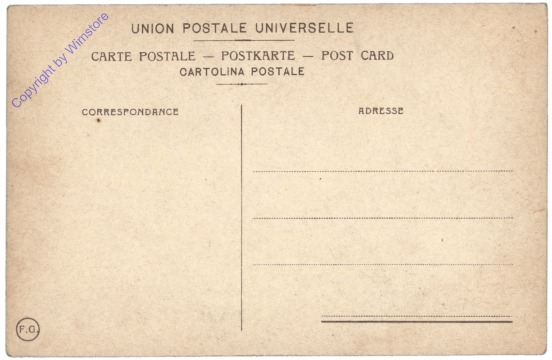 UNION POSTALE UNIVERSELLE
CARTE POSTALE — POSTKARTE — POST CARD
CARTOLINA POSTALE
CORRESPONDANCE
ADRESSE
F.G.
Copyright by Wimstore